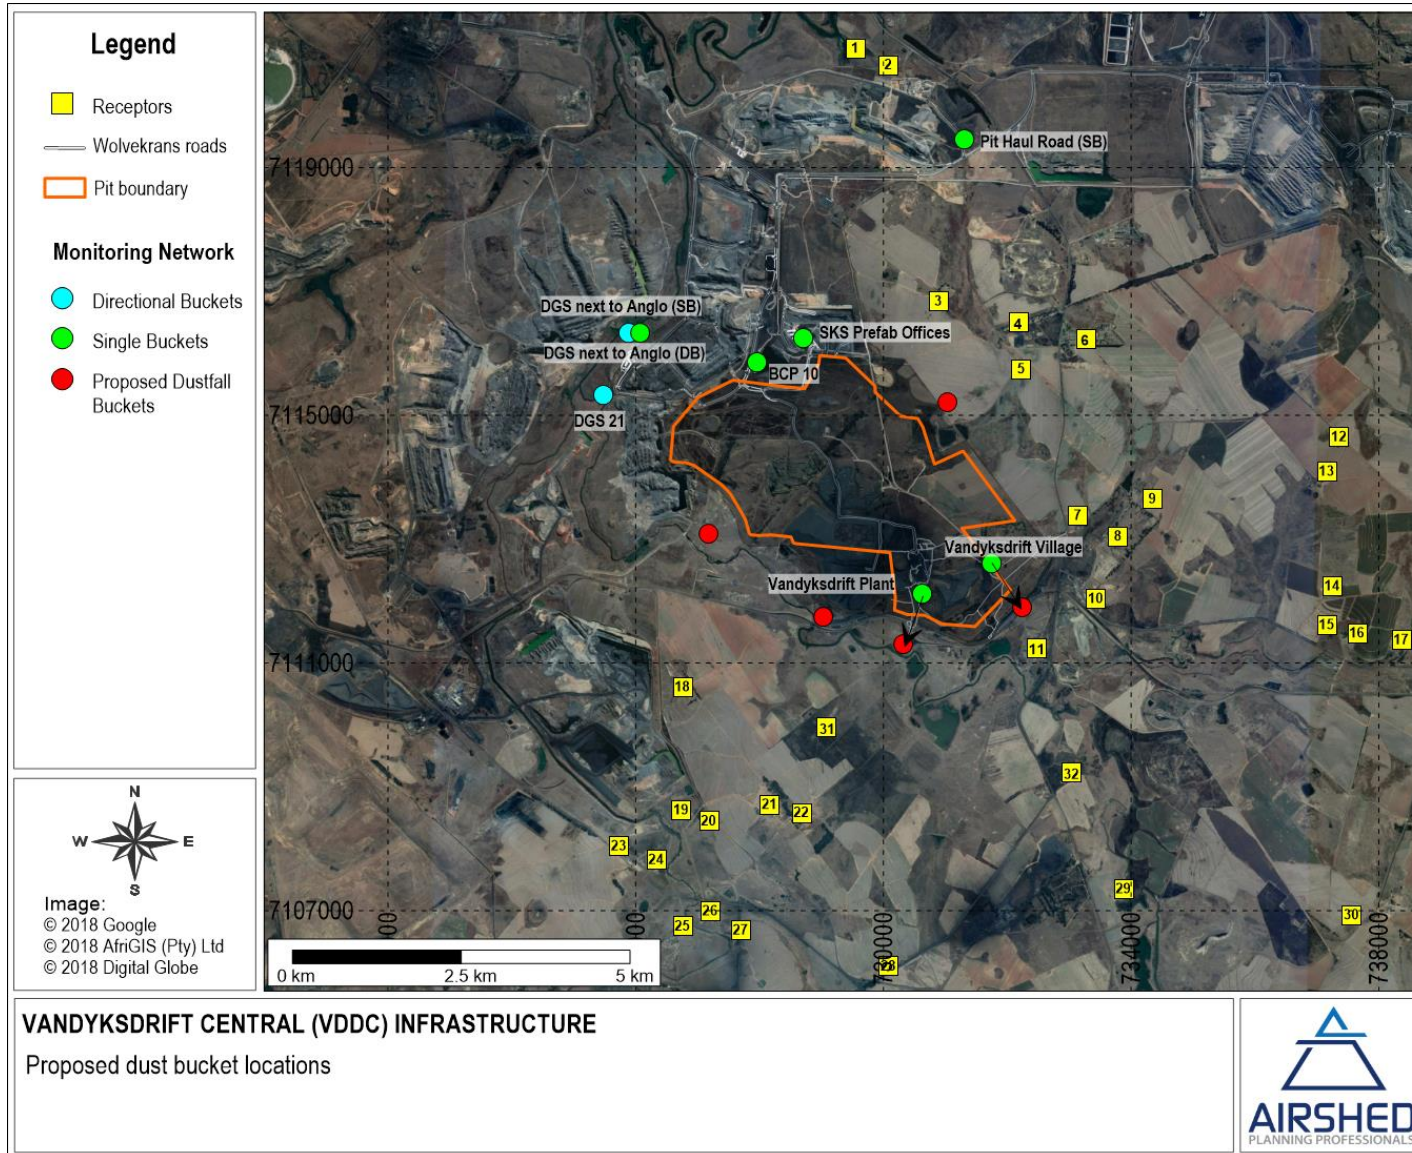 Legend
Receptors
Wolvekrans roads
Pit boundary
Monitoring Network
Directional Buckets
Single Buckets
Proposed Dustfall
Buckets
N
W
E
S
Image:
© 2018 Google
© 2018 AfriGIS (Pty) Ltd
© 2018 Digital Globe
1
2
Pit Haul Road (SB)
7119000
3
DGS next to Anglo (SB)
4
SKS Prefab Offices
6
DGS next to Anglo (DB)
5
BCP 10
7115000
DGS 21
12
13
9
7
8
Vandyksdrift Village
Vandyksdrift Plant
14
10
15
16
17
11
7111000
18
31
32
21
19
22
20
23
24
29
7107000
26
30
25
27
28
734000
738000
0 km
2.5 km
5 km
VANDYKSDRIFT CENTRAL (VDDC) INFRASTRUCTURE
Proposed dust bucket locations
AIRSHED
PLANNING PROFESSIONALS